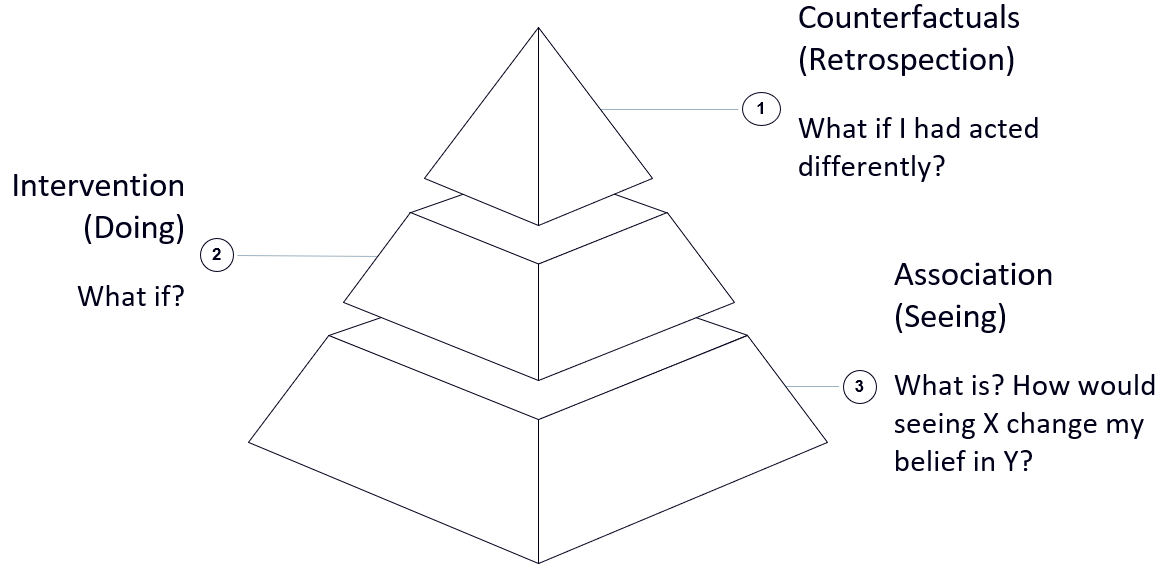 Counterfactuals
(Retrospection)
1
What if I had acted
differently?
Intervention
(Doing)
2
What if?
Association
(Seeing)
3
What is? How would
seeing X change my
belief in Y?